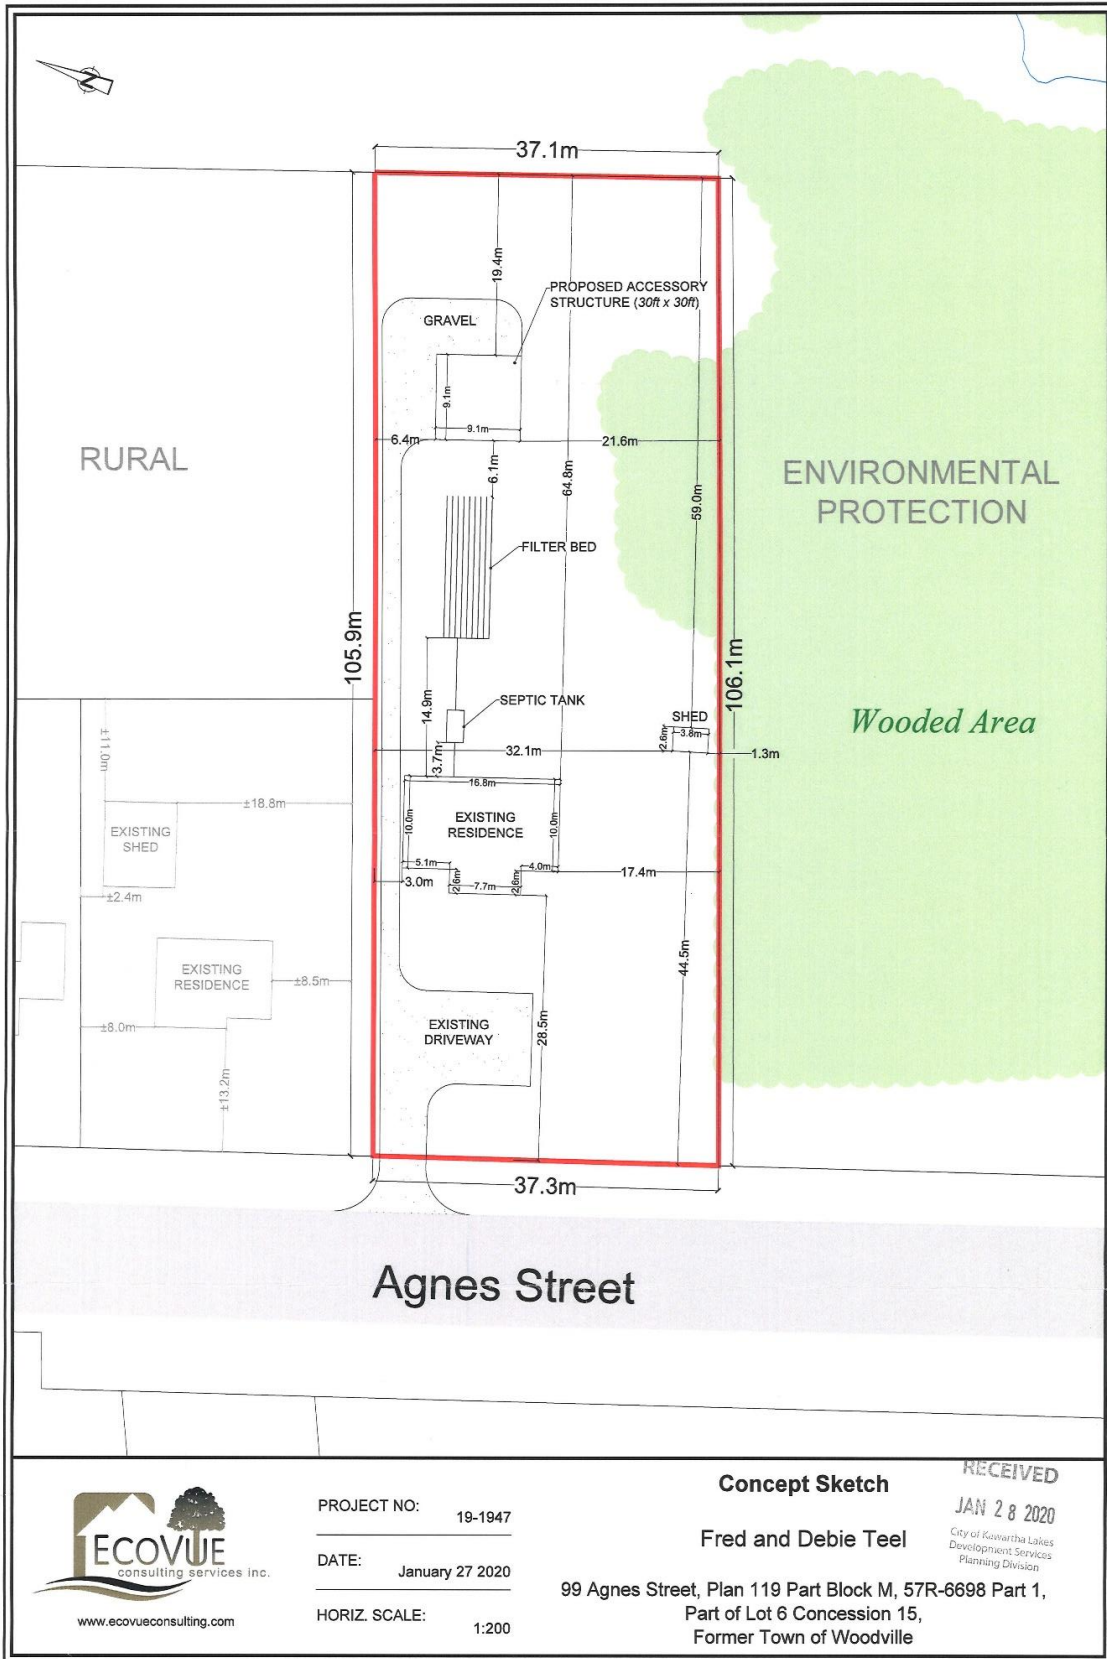 N
37.1m
19.4m
PROPOSED ACCESSORY
STRUCTURE (30ft x 30ft)
GRAVEL
9.1m
9.1m
6.4m
21.6m
6.1m
64.8m
59.0m
RURAL
ENVIRONMENTAL
PROTECTION
FILTER BED
105.9m
106.1m
14.9m
SEPTIC TANK
SHED
3.8m
2.6m
Wooded Area
±11.0m
3.7m
32.1m
1.3m
16.8m
±18.8m
EXISTING
SHED
10.0m
EXISTING
RESIDENCE
10.0m
5.1m
4.0m
17.4m
3.0m
2.6m
7.7m
2.6m
±2.4m
EXISTING
RESIDENCE
±8.5m
44.5m
±8.0m
EXISTING
DRIVEWAY
28.5m
±13.2m
37.3m
Agnes Street
ECOVUE
consulting services inc.
www.ecovueconsulting.com
PROJECT NO: 19-1947
DATE: January 27 2020
HORIZ. SCALE: 1:200
Concept Sketch
Fred and Debie Teel
99 Agnes Street, Plan 119 Part Block M, 57R-6698 Part 1,
Part of Lot 6 Concession 15,
Former Town of Woodville
RECEIVED
JAN 28 2020
City of Kawartha Lakes
Development Services
Planning Division